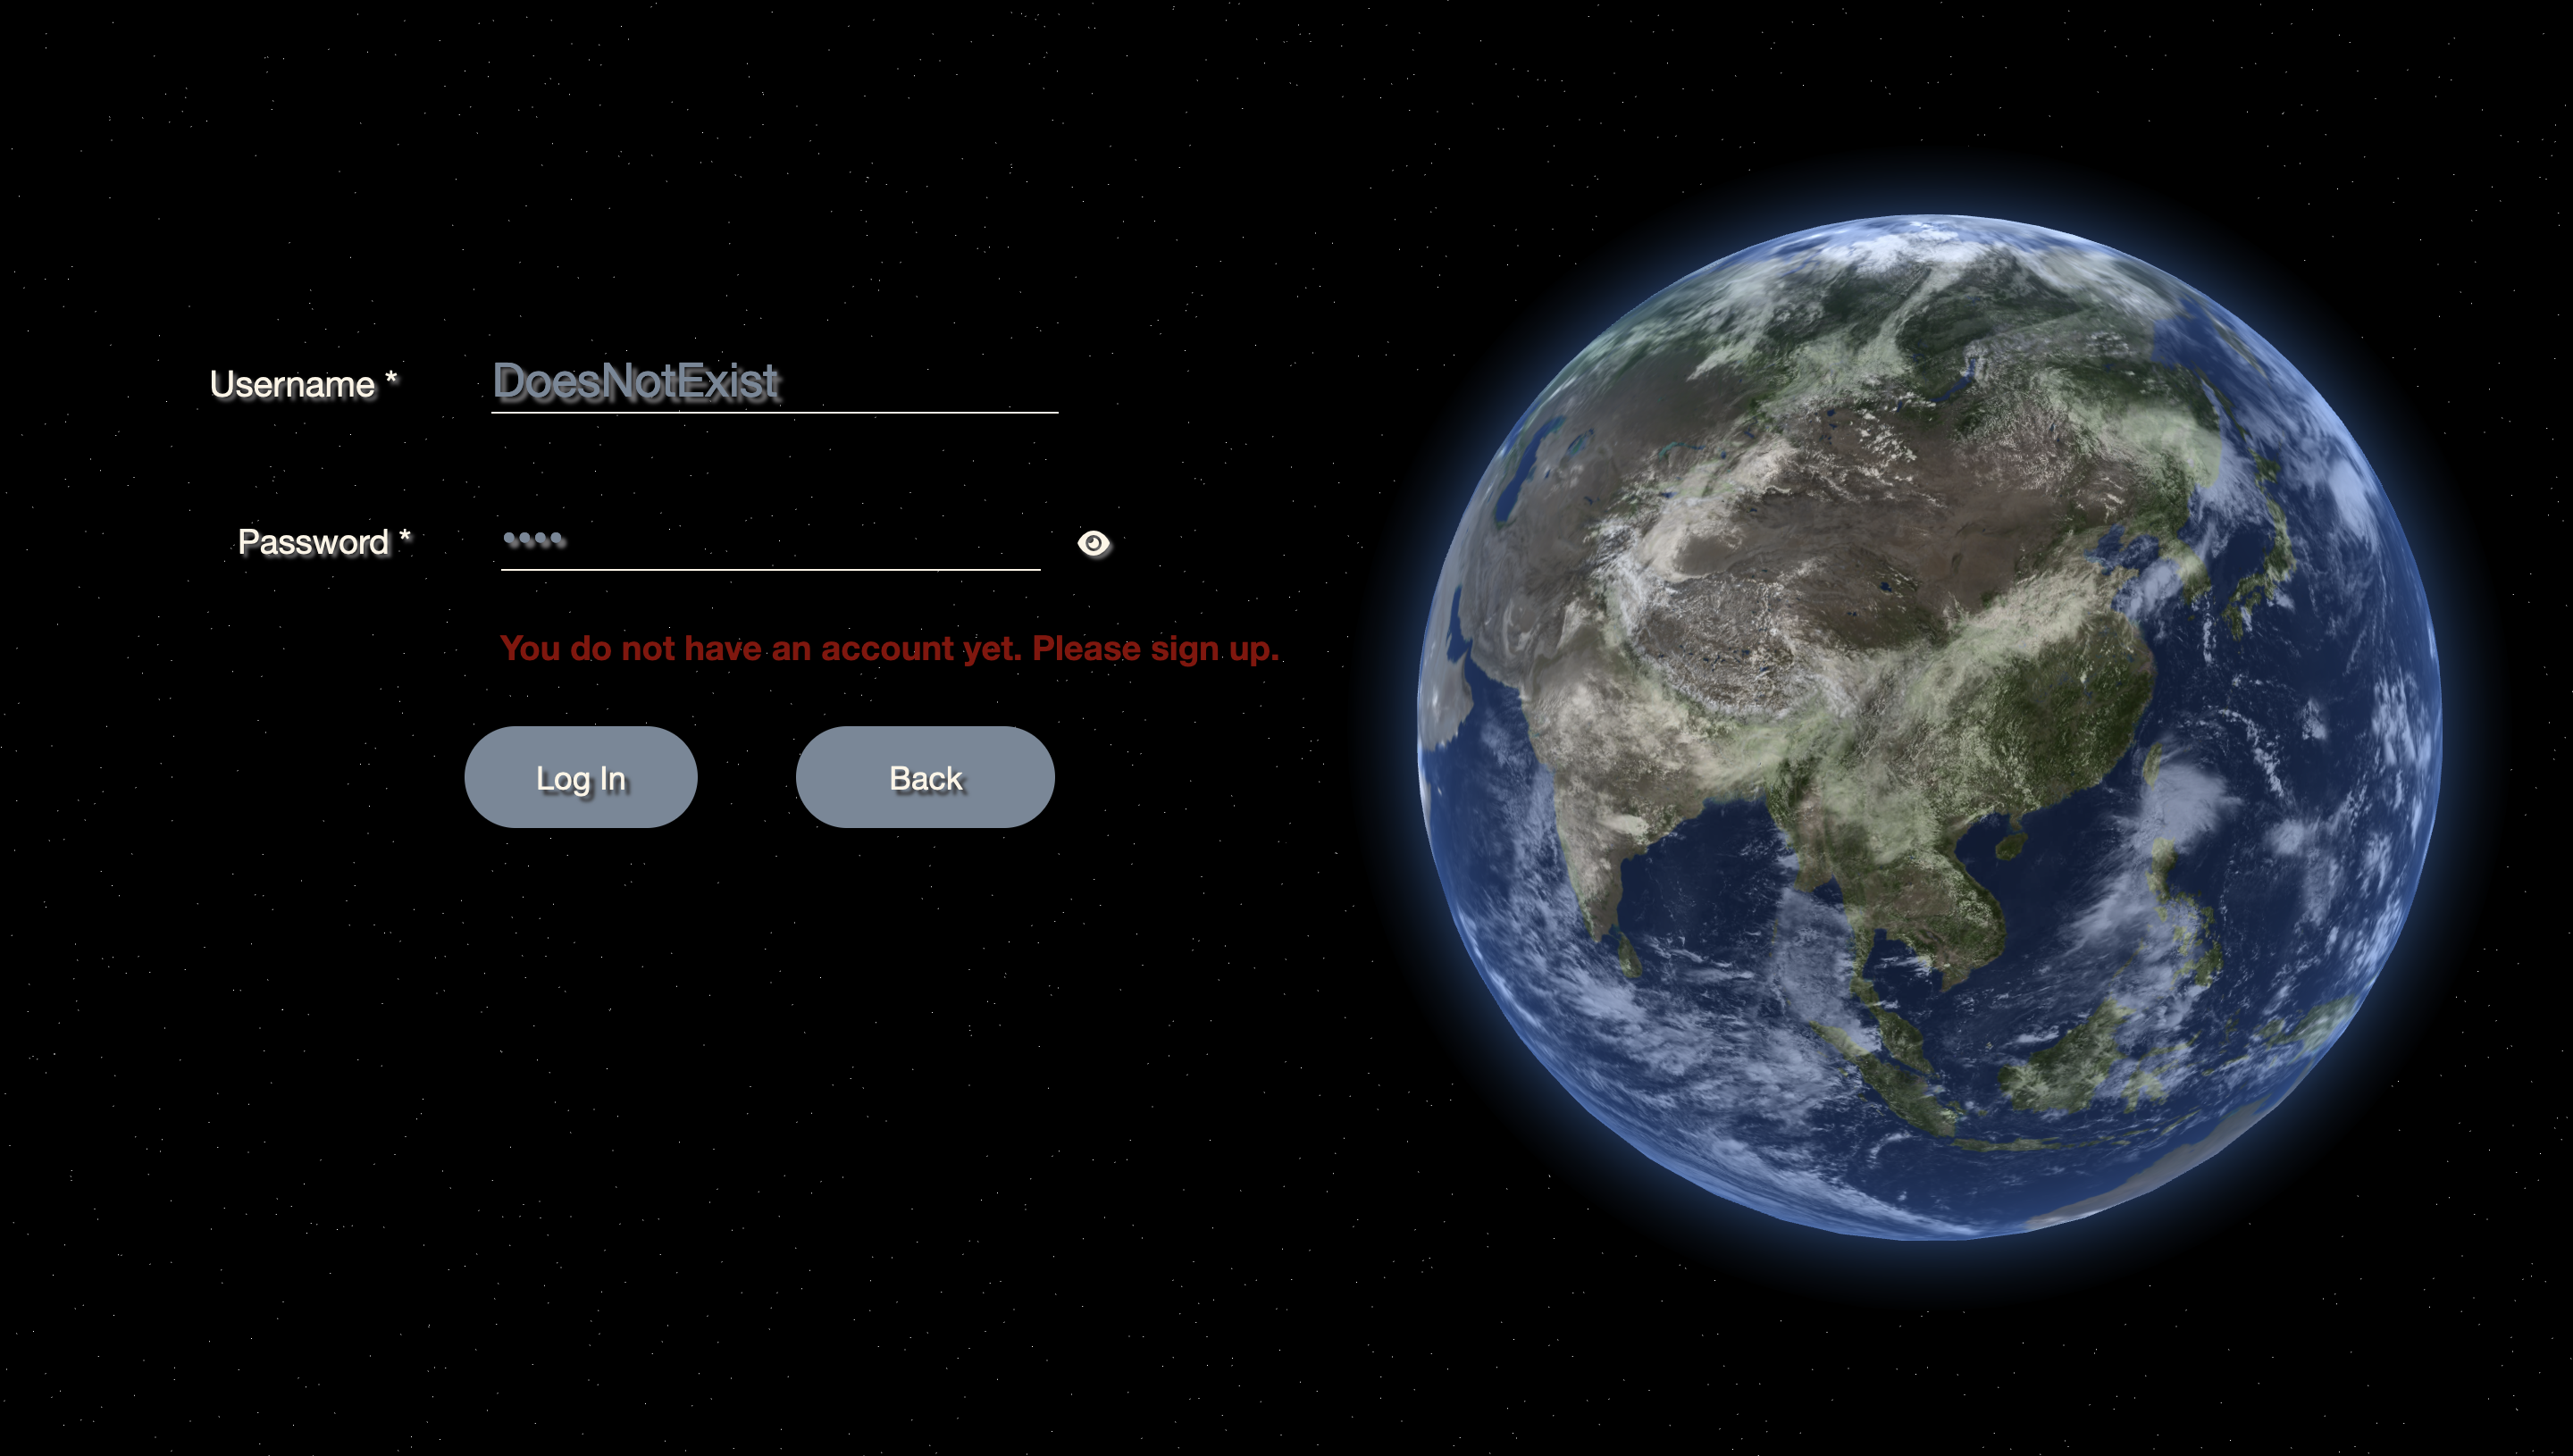 Username *
DoesNotExist
Password *
••••
You do not have an account yet. Please sign up.
Log In
Back